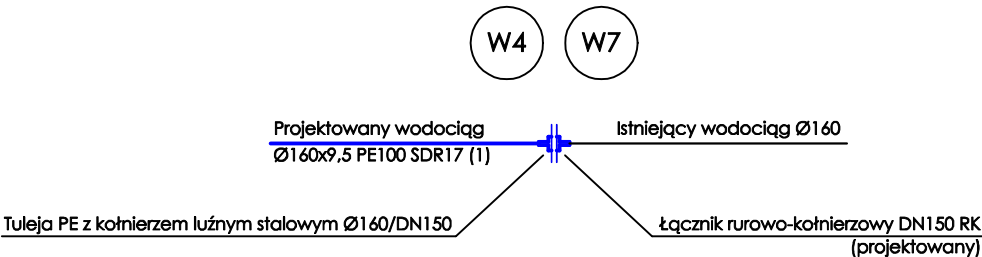 W4 W7
Projektowany wodociąg
Ø160x9,5 PE100 SDR17 (1)
Istniejący wodociąg Ø160
Tuleja PE z kołnierzem luźnym stalowym Ø160/DN150
Łącznik rurowo-kołnierzowy DN150 RK
(projektowany)